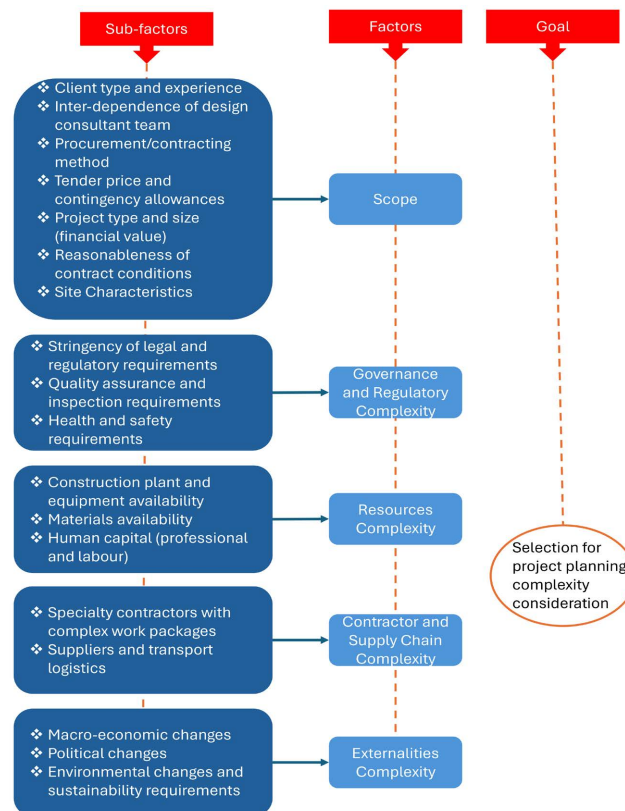 Sub-factors
Factors
Goal
❖ Client type and experience
❖ Inter-dependence of design
consultant team
❖ Procurement/contracting
method
❖ Tender price and
contingency allowances
❖ Project type and size
(financial value)
❖ Reasonableness of
contract conditions
❖ Site Characteristics
Scope
❖ Stringency of legal and
regulatory requirements
❖ Quality assurance and
inspection requirements
❖ Health and safety
requirements
Governance
and Regulatory
Complexity
❖ Construction plant and
equipment availability
❖ Materials availability
❖ Human capital (professional
and labour)
Resources
Complexity
Selection for
project planning
complexity
consideration
❖ Specialty contractors with
complex work packages
❖ Suppliers and transport
logistics
Contractor and
Supply Chain
Complexity
❖ Macro-economic changes
❖ Political changes
❖ Environmental changes and
sustainability requirements
Externalities
Complexity